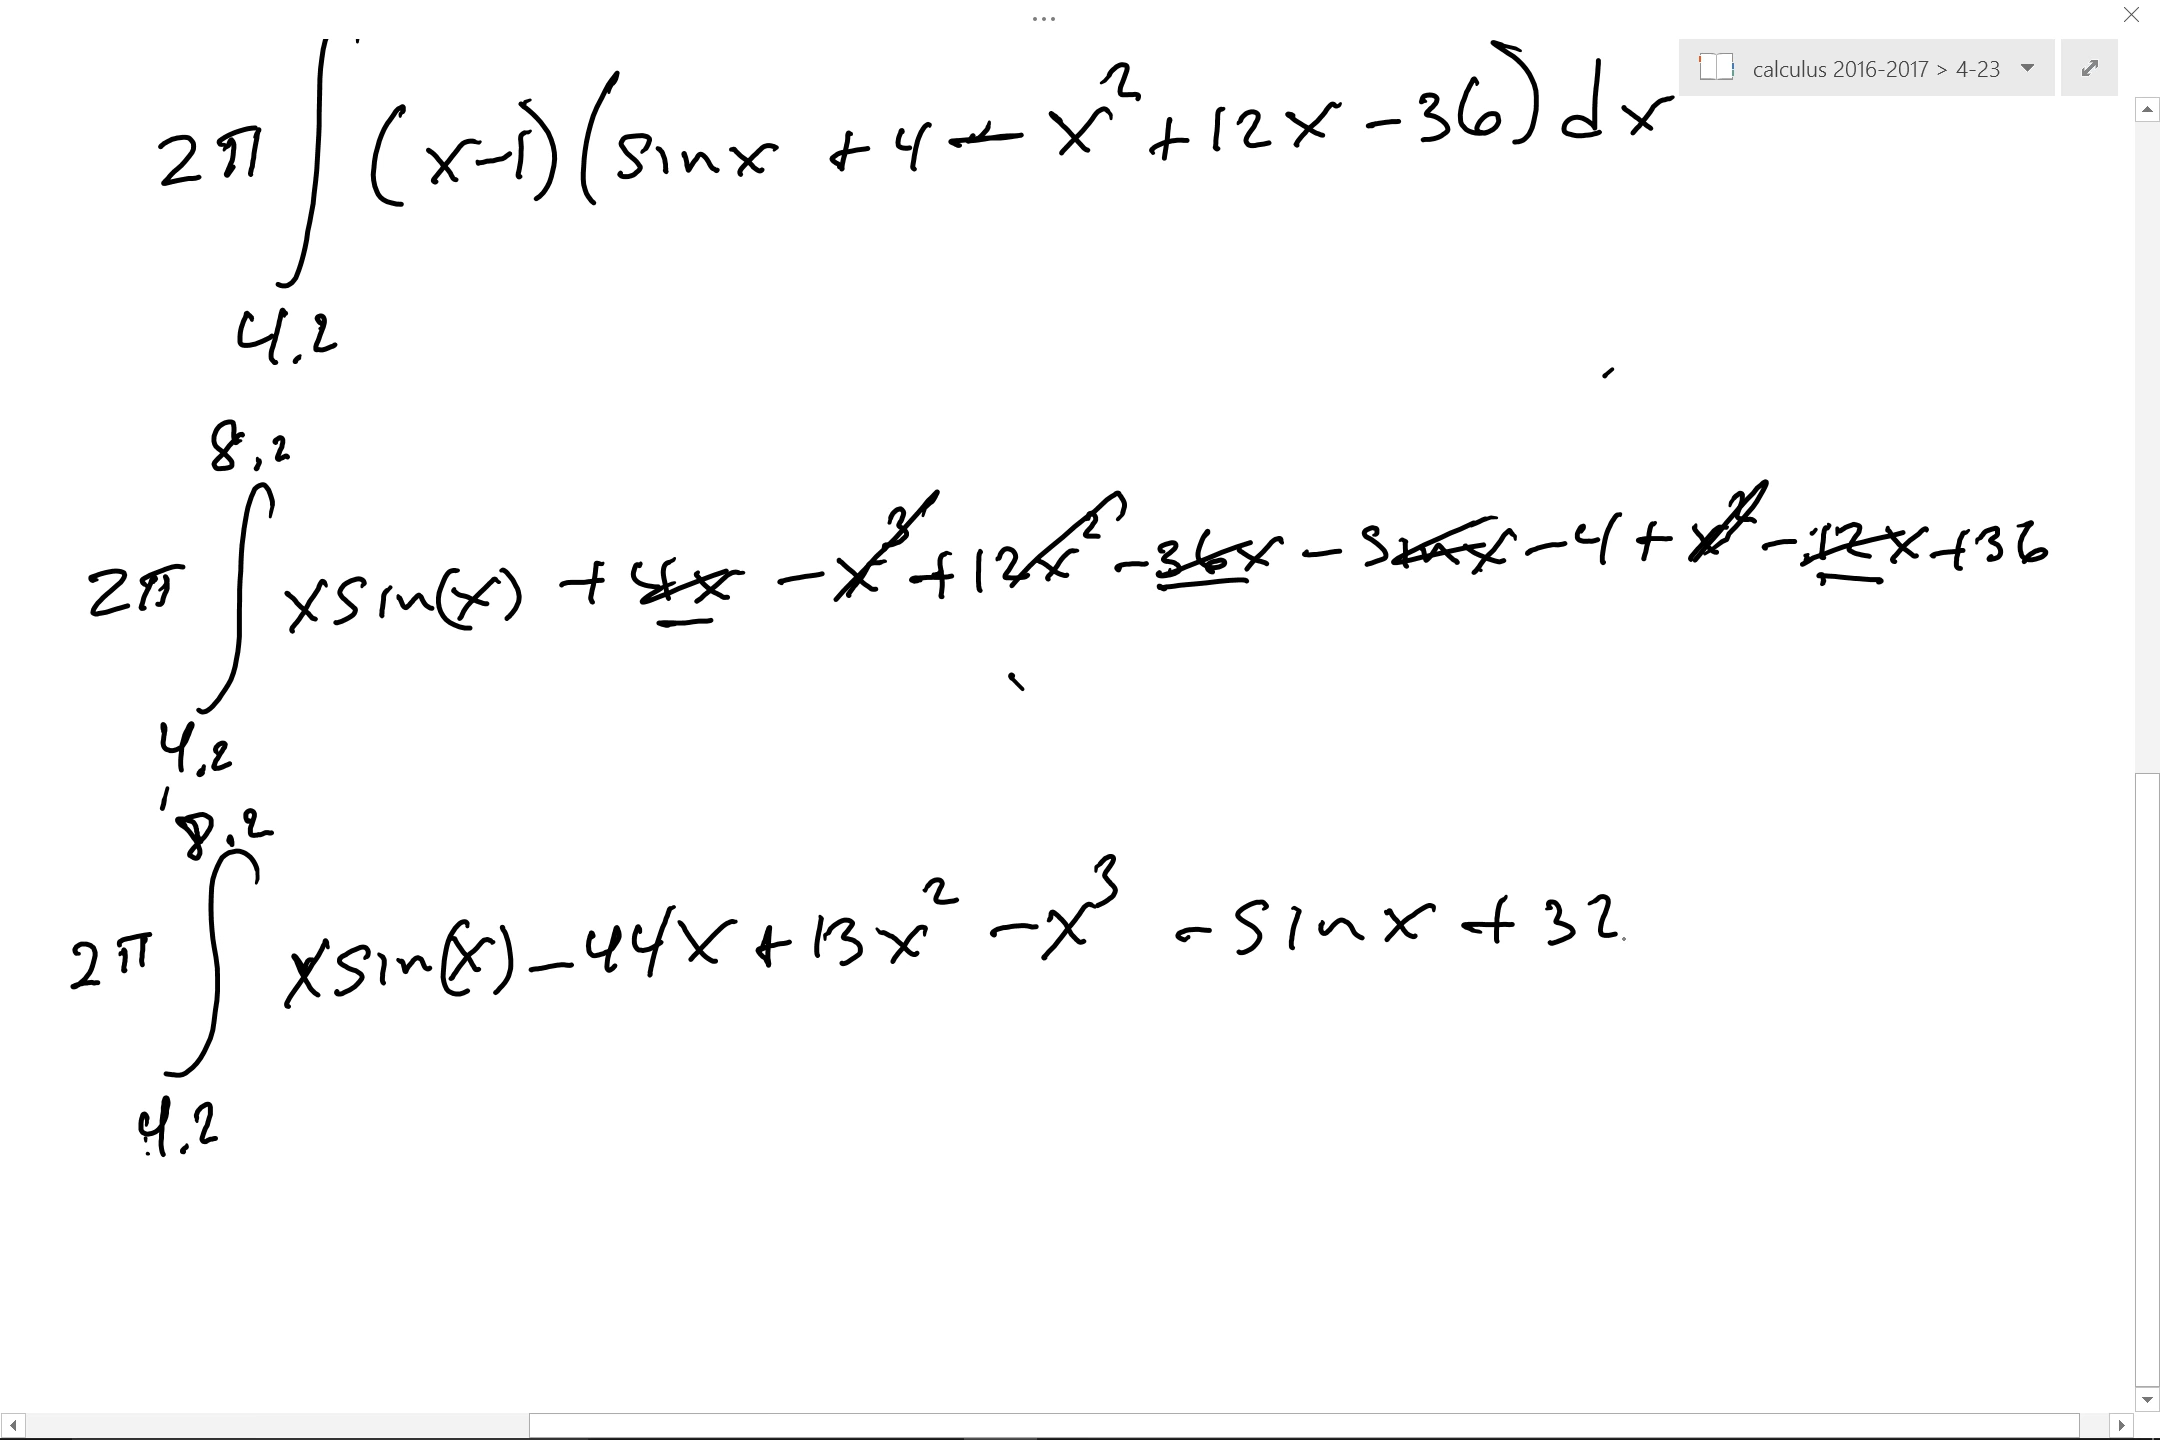 calculus 2016-2017 > 4-23
2π ∫ (x-1)(sinx + 4 - x² + 12x - 36) dx
4.2
8.2
2π ∫ xsin(x) + 4x - x³ + 12x² - 36x - sinx - 4 + x² - 12x + 36
4.2
8.2
2π ∫ xsin(x) - 44x + 13x² - x³ - sinx + 32
4.2